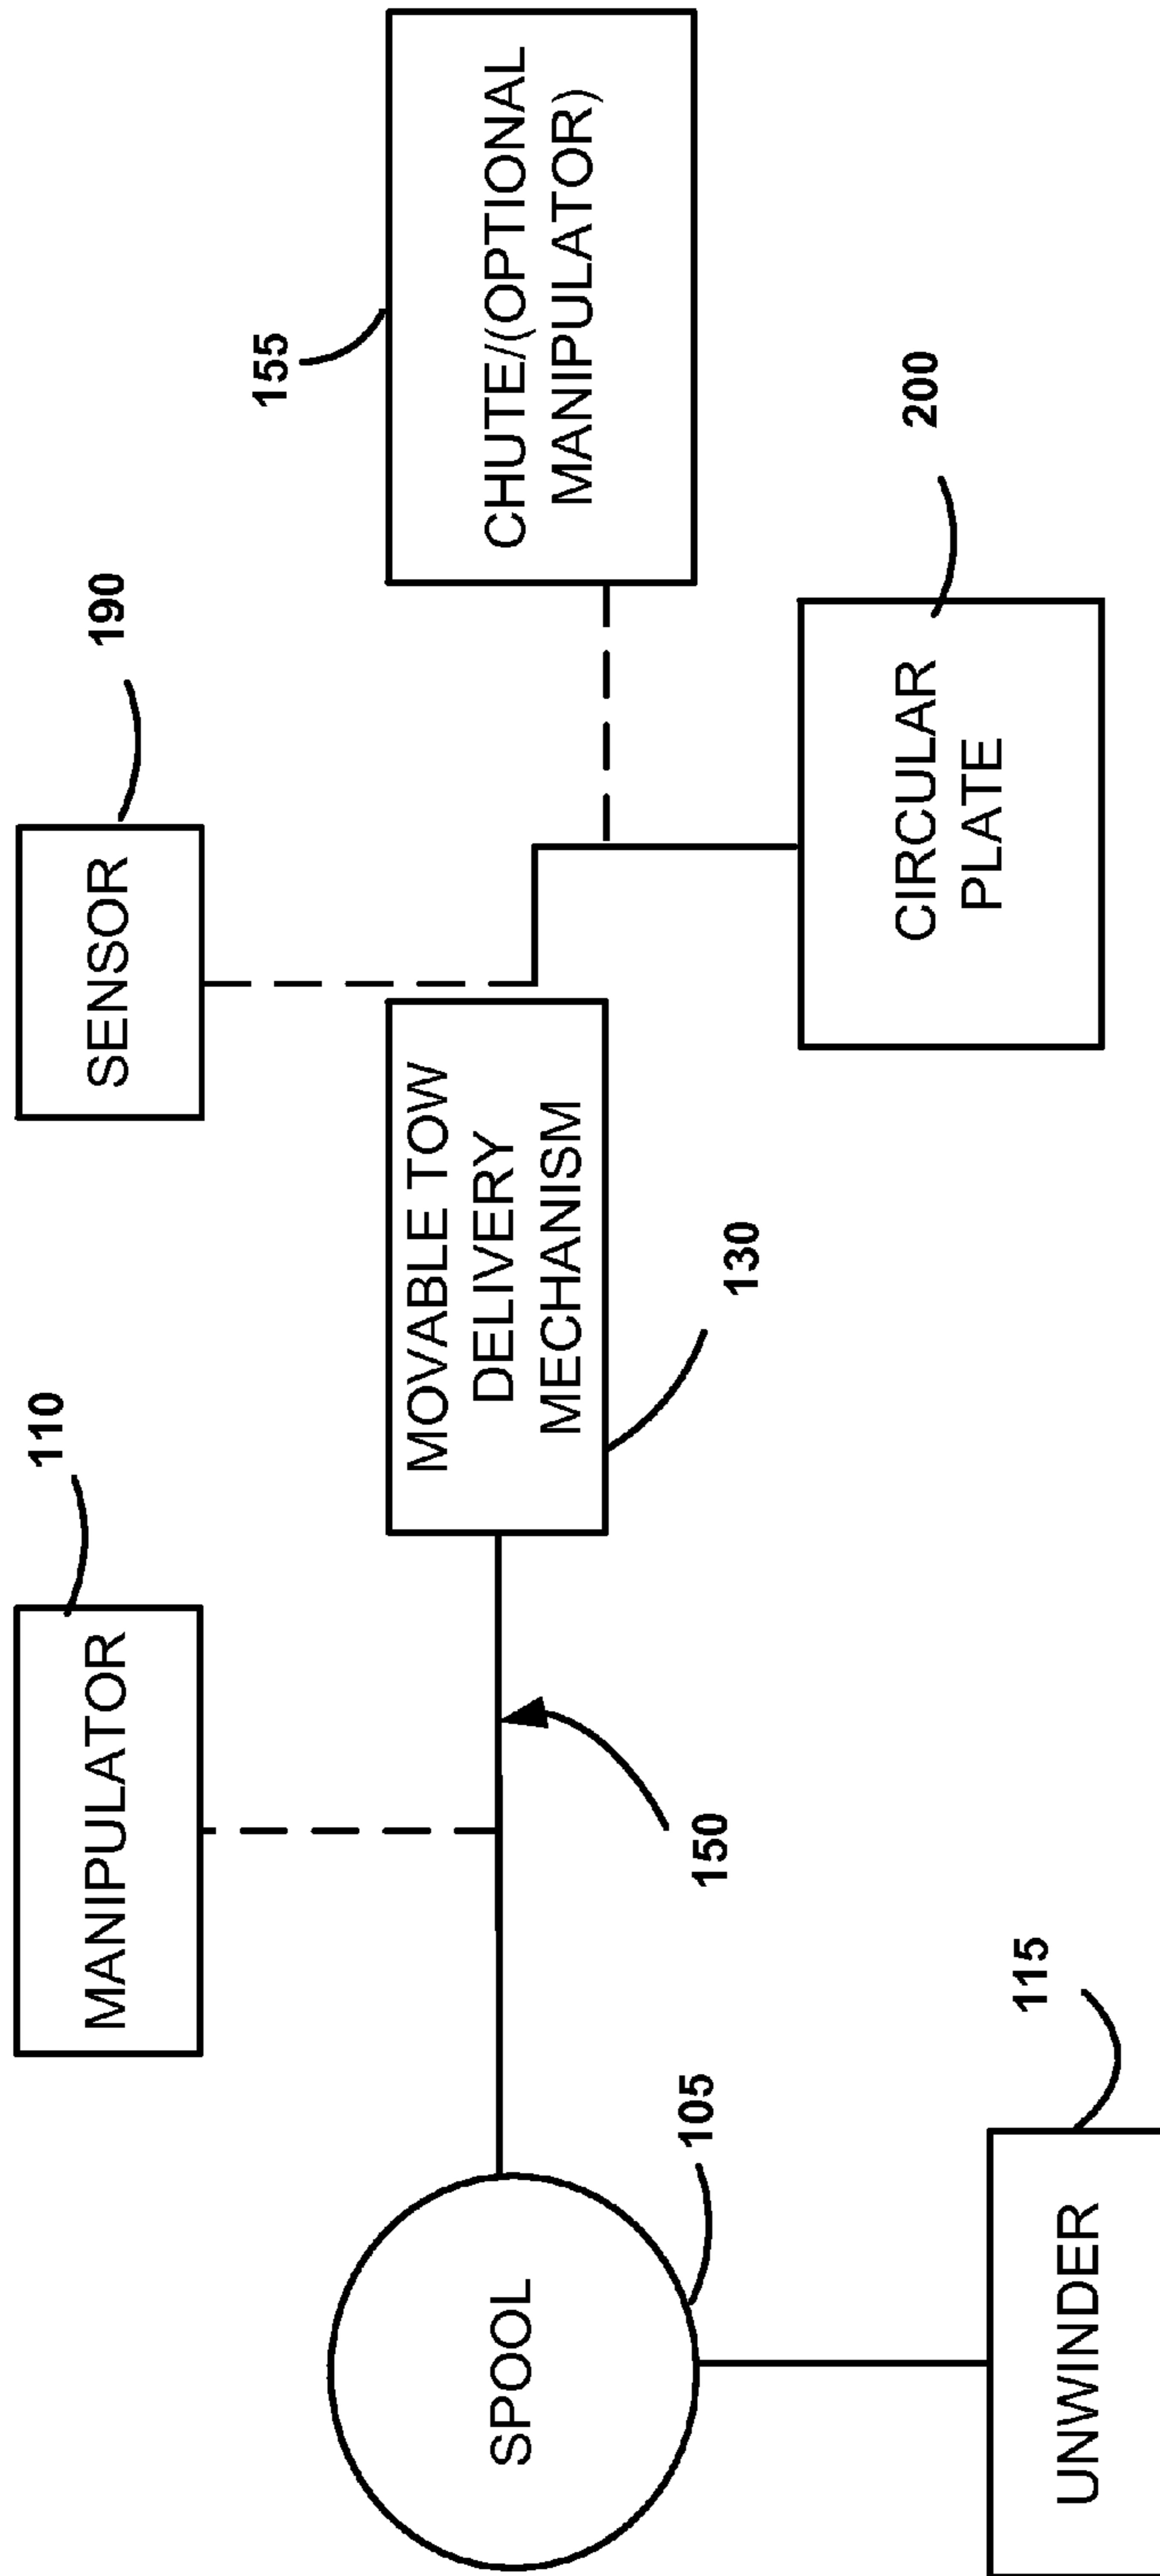 110
MANIPULATOR
190
SENSOR
155
CHUTE/(OPTIONAL
MANIPULATOR)
MOVABLE TOW
DELIVERY
MECHANISM
130
150
SPOOL
105
200
CIRCULAR
PLATE
115
UNWINDER